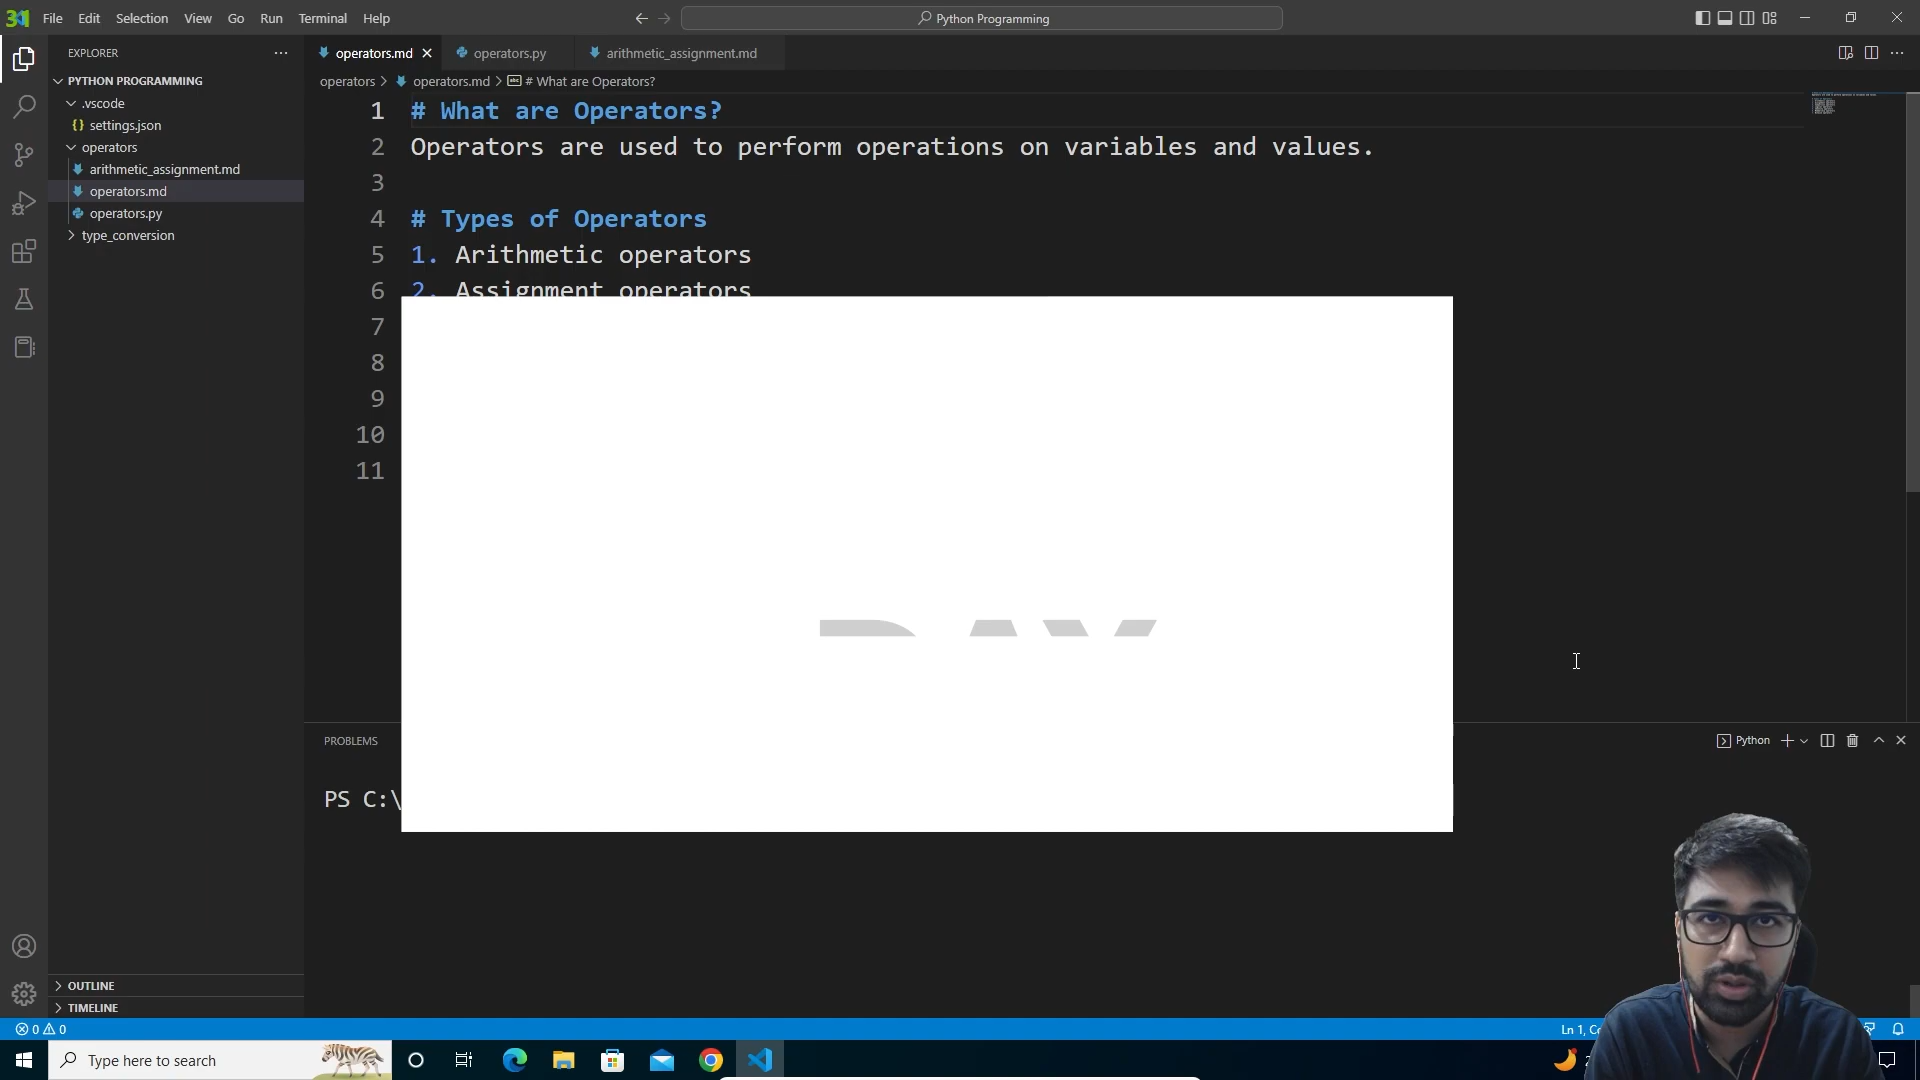 File Edit Selection View Go Run Terminal Help
Python Programming
EXPLORER
PYTHON PROGRAMMING
.vscode
settings.json
operators
arithmetic_assignment.md
operators.md
operators.py
type_conversion
OUTLINE
TIMELINE
operators.md operators.py arithmetic_assignment.md
operators > operators.md > # What are Operators?
1 # What are Operators?
2 Operators are used to perform operations on variables and values.
3
4 # Types of Operators
5 1. Arithmetic operators
6 2. Assignment operators
7
8
9
10
11
PROBLEMS
Python
PS C:\
0 0
Ln 1,
Type here to search